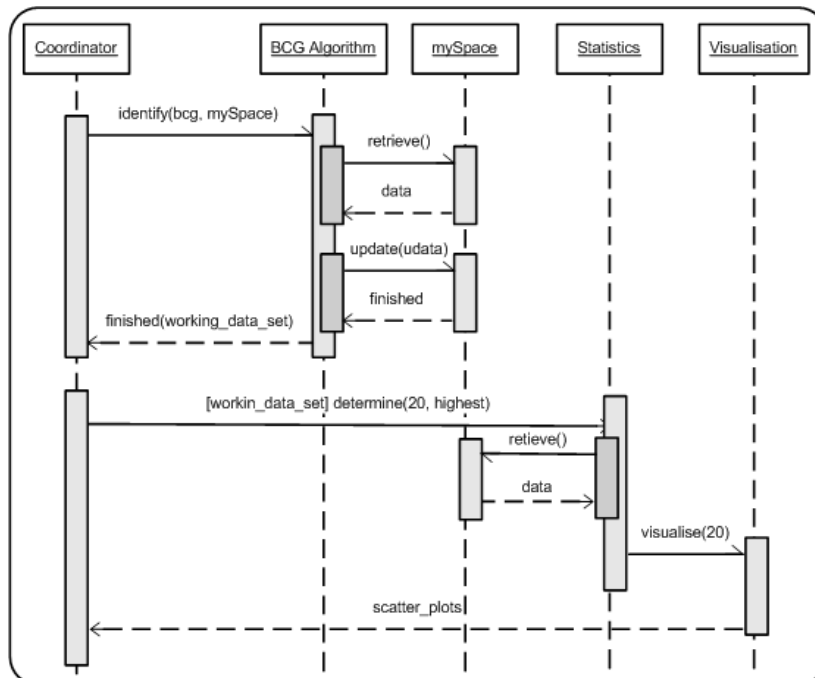 Coordinator
BCG Algorithm
mySpace
Statistics
Visualisation
identify(bcg, mySpace)
retrieve()
data
update(udata)
finished
finished(working_data_set)
[workin_data_set] determine(20, highest)
retieve()
data
visualise(20)
scatter_plots